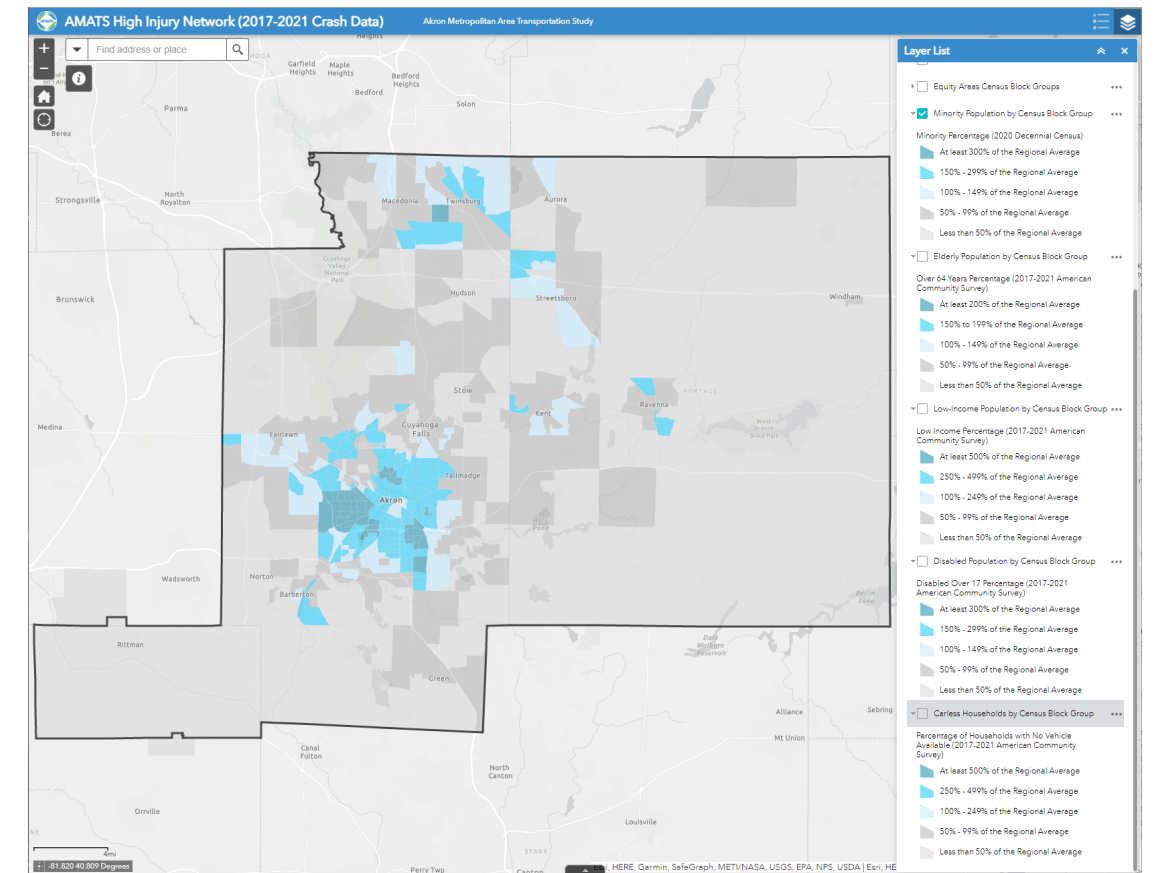 AMATS High Injury Network (2017-2021 Crash Data)
Akron Metropolitan Area Transportation Study
+
Find address or place
−
Garfield
Heights
Maple
Heights
Bedford
Heights
Bedford
Solon
Parma
Berea
Strongsville
North
Royalton
Macedonia
Twinsburg
Aurora
Cuyahoga
Valley
National
Park
Brunswick
Hudson
Streetsboro
Windham
Stow
PORTAGE
Ravenna
Kent
West
Branch
State Park
Medina
Cuyahoga
Falls
Fairlawn
Tallmadge
Akron
Wadsworth
Norton
Barberton
Berlin
Lake
Rittman
Dale
Walborn
Reservoir
Green
Alliance
Sebring
Mt Union
Canal
Fulton
North
Canton
Orrville
Louisville
STARK
Perry Twp
Canton
4mi
-81.820 40.809 Degrees
HERE, Garmin, SafeGraph, METI/NASA, USGS, EPA, NPS, USDA | Esri, HE
Layer List
Equity Areas Census Block Groups
Minority Population by Census Block Group
Minority Percentage (2020 Decennial Census)
At least 300% of the Regional Average
150% - 299% of the Regional Average
100% - 149% of the Regional Average
50% - 99% of the Regional Average
Less than 50% of the Regional Average
Elderly Population by Census Block Group
Over 64 Years Percentage (2017-2021 American
Community Survey)
At least 200% of the Regional Average
150% to 199% of the Regional Average
100% - 149% of the Regional Average
50% - 99% of the Regional Average
Less than 50% of the Regional Average
Low-Income Population by Census Block Group
Low Income Percentage (2017-2021 American
Community Survey)
At least 500% of the Regional Average
250% - 499% of the Regional Average
100% - 249% of the Regional Average
50% - 99% of the Regional Average
Less than 50% of the Regional Average
Disabled Population by Census Block Group
Disabled Over 17 Percentage (2017-2021
American Community Survey)
At least 300% of the Regional Average
150% - 299% of the Regional Average
100% - 149% of the Regional Average
50% - 99% of the Regional Average
Less than 50% of the Regional Average
Carless Households by Census Block Group
Percentage of Households with No Vehicle
Available (2017-2021 American Community
Survey)
At least 500% of the Regional Average
250% - 499% of the Regional Average
100% - 249% of the Regional Average
50% - 99% of the Regional Average
Less than 50% of the Regional Average